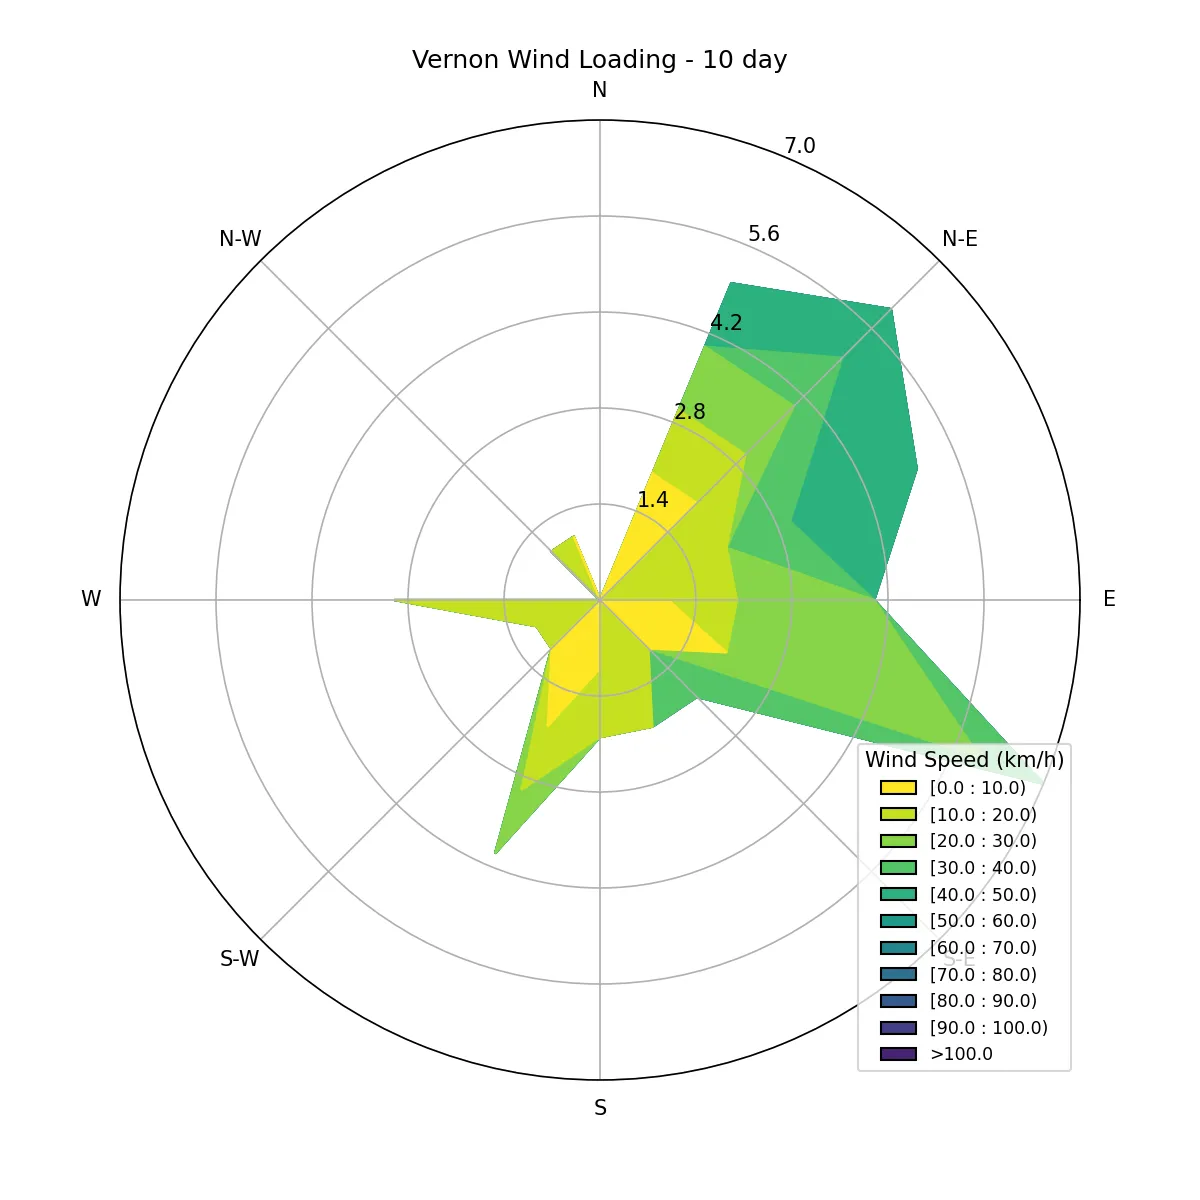 Vernon Wind Loading - 10 day
N
7.0
N-W
5.6
N-E
4.2
2.8
1.4
W
E
Wind Speed (km/h)
[0.0 : 10.0)
[10.0 : 20.0)
[20.0 : 30.0)
[30.0 : 40.0)
[40.0 : 50.0)
[50.0 : 60.0)
[60.0 : 70.0)
S-W
S-E
[70.0 : 80.0)
[80.0 : 90.0)
[90.0 : 100.0)
>100.0
S